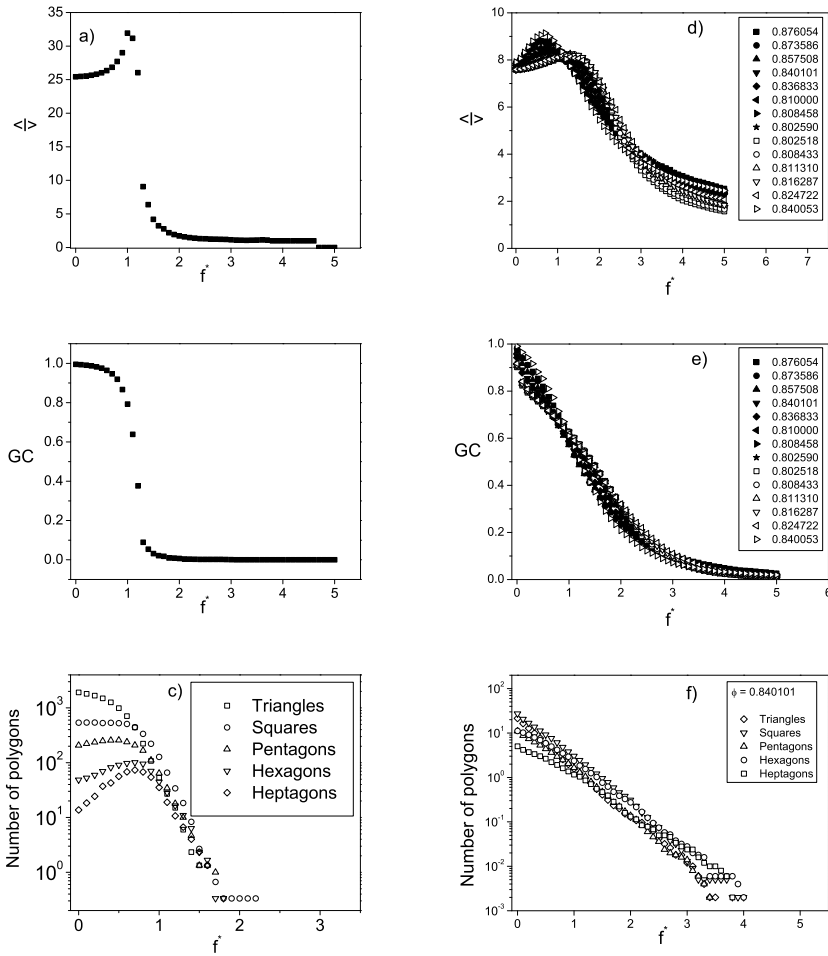 a)
<l>
35
30
25
20
15
10
5
0
0 1 2 3 4 5
f*
d)
<l>
10
8
6
4
2
0
0 1 2 3 4 5 6 7
f*
0.876054
0.873586
0.857508
0.840101
0.836833
0.810000
0.808458
0.802590
0.802518
0.808433
0.811310
0.816287
0.824722
0.840053
b)
GC
1.0
0.8
0.6
0.4
0.2
0.0
0 1 2 3 4 5
f*
e)
GC
1.0
0.8
0.6
0.4
0.2
0.0
0 1 2 3 4 5 6
f*
0.876054
0.873586
0.857508
0.840101
0.836833
0.810000
0.808458
0.802590
0.802518
0.808433
0.811310
0.816287
0.824722
0.840053
c)
Number of polygons
10³
10²
10¹
10⁰
0 1 2 3
f*
Triangles
Squares
Pentagons
Hexagons
Heptagons
f)
Number of polygons
10²
10¹
10⁰
10⁻¹
10⁻²
10⁻³
0 1 2 3 4 5
f*
ϕ = 0.840101
Triangles
Squares
Pentagons
Hexagons
Heptagons